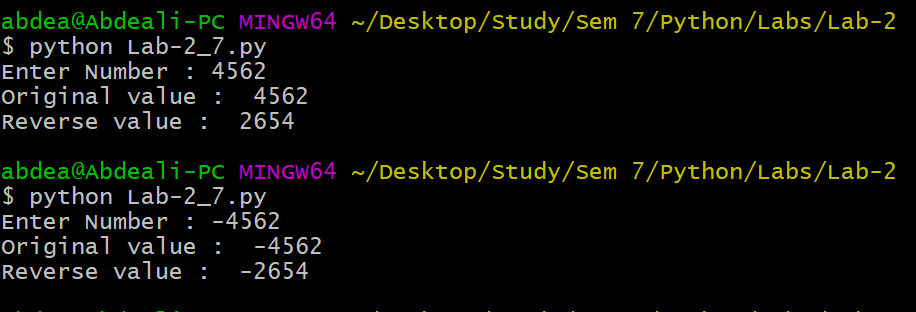 abdea@Abdeali-PC MINGW64 ~/Desktop/Study/Sem 7/Python/Labs/Lab-2
$ python Lab-2_7.py
Enter Number : 4562
Original value :  4562
Reverse value :  2654
abdea@Abdeali-PC MINGW64 ~/Desktop/Study/Sem 7/Python/Labs/Lab-2
$ python Lab-2_7.py
Enter Number : -4562
Original value :  -4562
Reverse value :  -2654